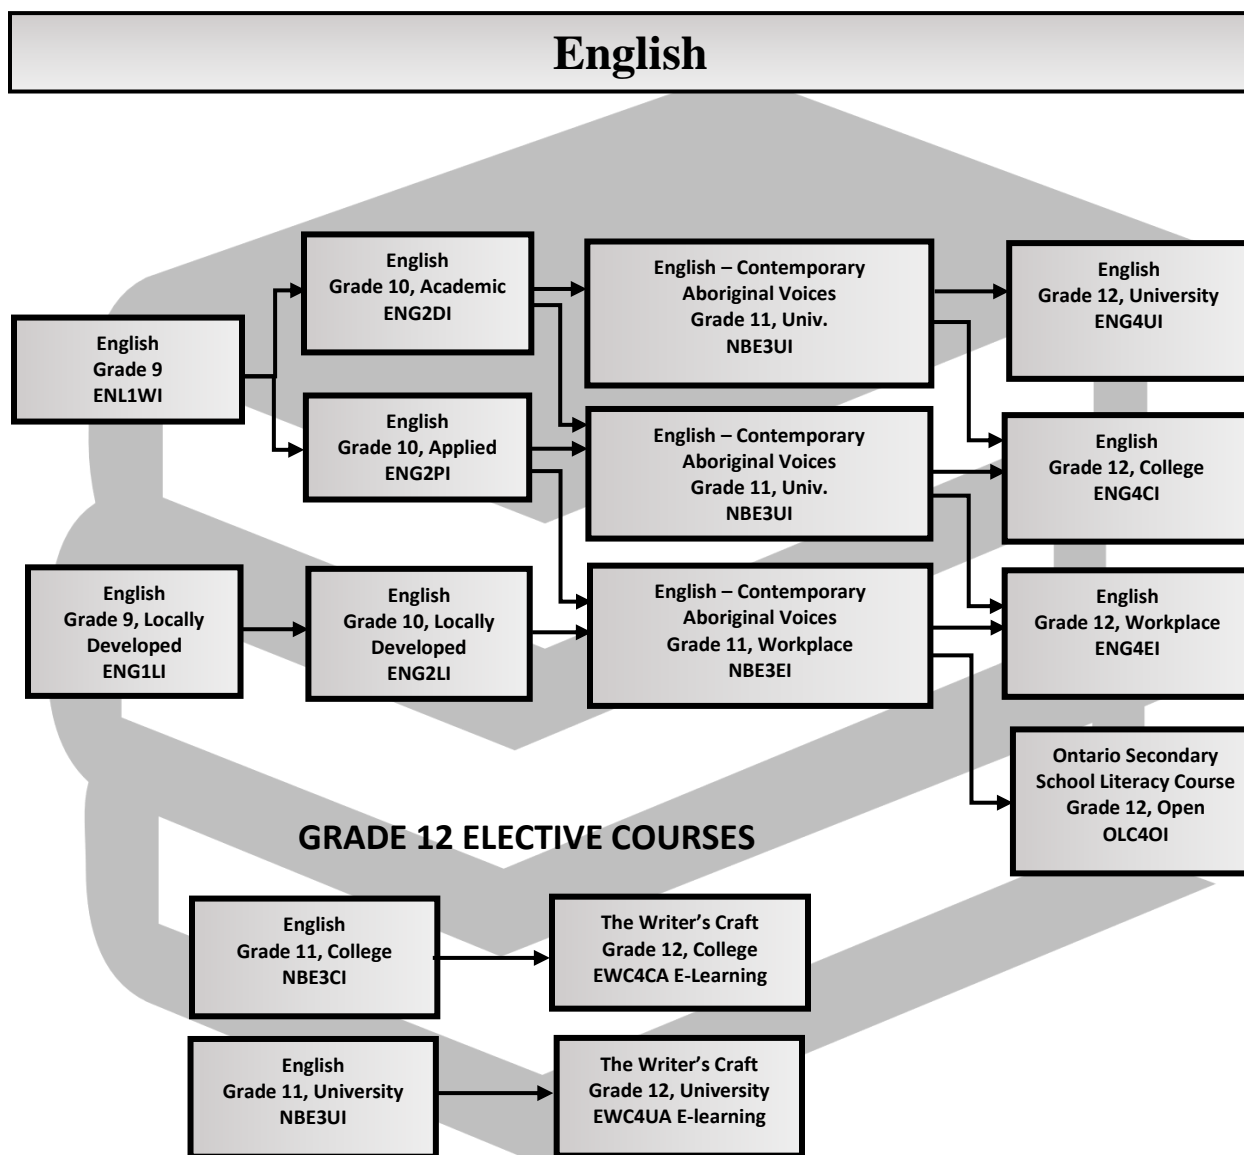 English
English
Grade 9
ENL1WI
English
Grade 10, Academic
ENG2DI
English – Contemporary
Aboriginal Voices
Grade 11, Univ.
NBE3UI
English
Grade 12, University
ENG4UI
English
Grade 10, Applied
ENG2PI
English – Contemporary
Aboriginal Voices
Grade 11, Univ.
NBE3UI
English
Grade 12, College
ENG4CI
English
Grade 9, Locally
Developed
ENG1LI
English
Grade 10, Locally
Developed
ENG2LI
English – Contemporary
Aboriginal Voices
Grade 11, Workplace
NBE3EI
English
Grade 12, Workplace
ENG4EI
Ontario Secondary
School Literacy Course
Grade 12, Open
OLC4OI
GRADE 12 ELECTIVE COURSES
English
Grade 11, College
NBE3CI
The Writer’s Craft
Grade 12, College
EWC4CA E-Learning
English
Grade 11, University
NBE3UI
The Writer’s Craft
Grade 12, University
EWC4UA E-learning